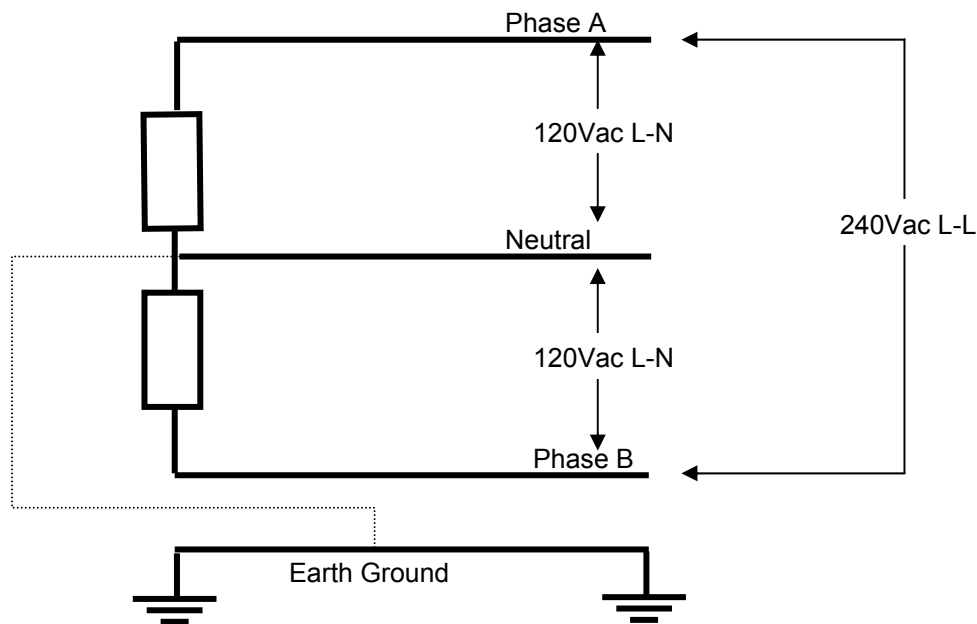 Phase A
120Vac L-N
240Vac L-L
Neutral
120Vac L-N
Phase B
Earth Ground